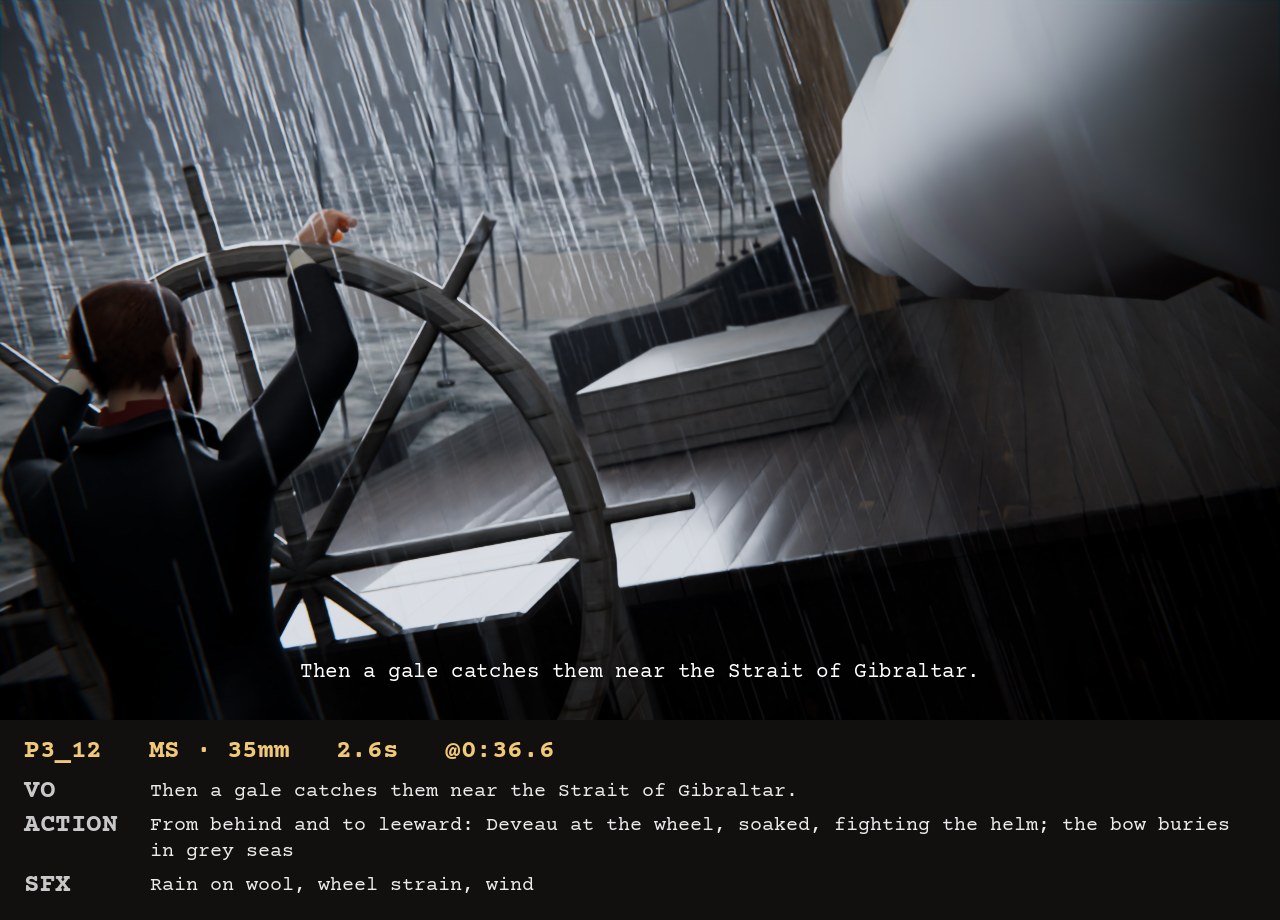 Then a gale catches them near the Strait of Gibraltar.
P3_12 MS · 35mm 2.6s @0:36.6
VO Then a gale catches them near the Strait of Gibraltar.
ACTION From behind and to leeward: Deveau at the wheel, soaked, fighting the helm; the bow buries
in grey seas
SFX Rain on wool, wheel strain, wind